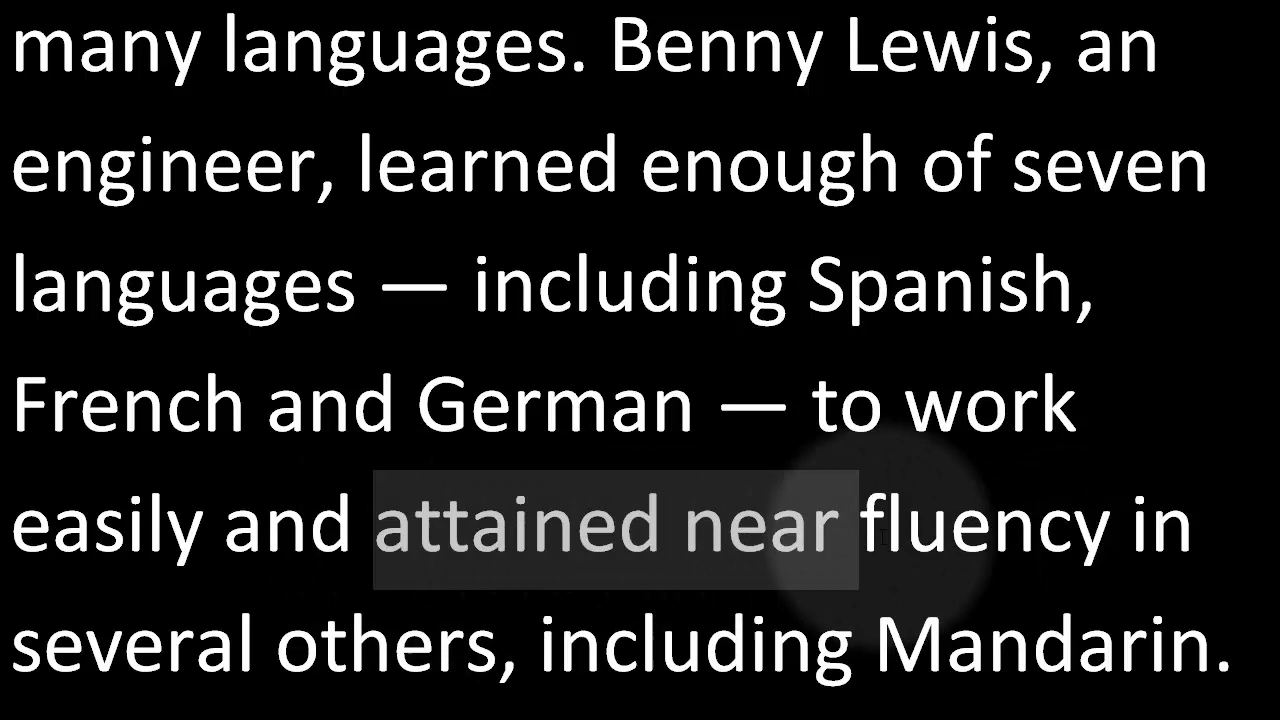 many languages. Benny Lewis, an
engineer, learned enough of seven
languages — including Spanish,
French and German — to work
easily and attained near fluency in
several others, including Mandarin.